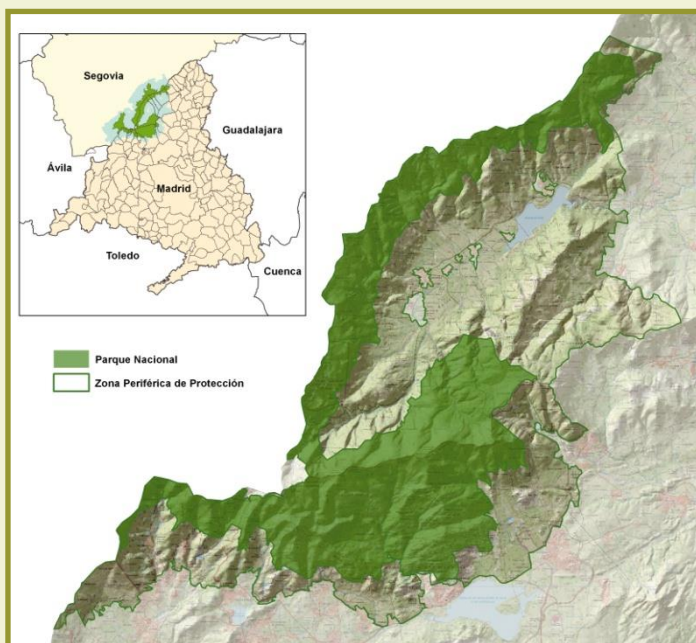 Segovia
Guadalajara
Ávila
Madrid
Toledo
Cuenca
Parque Nacional
Zona Periférica de Protección